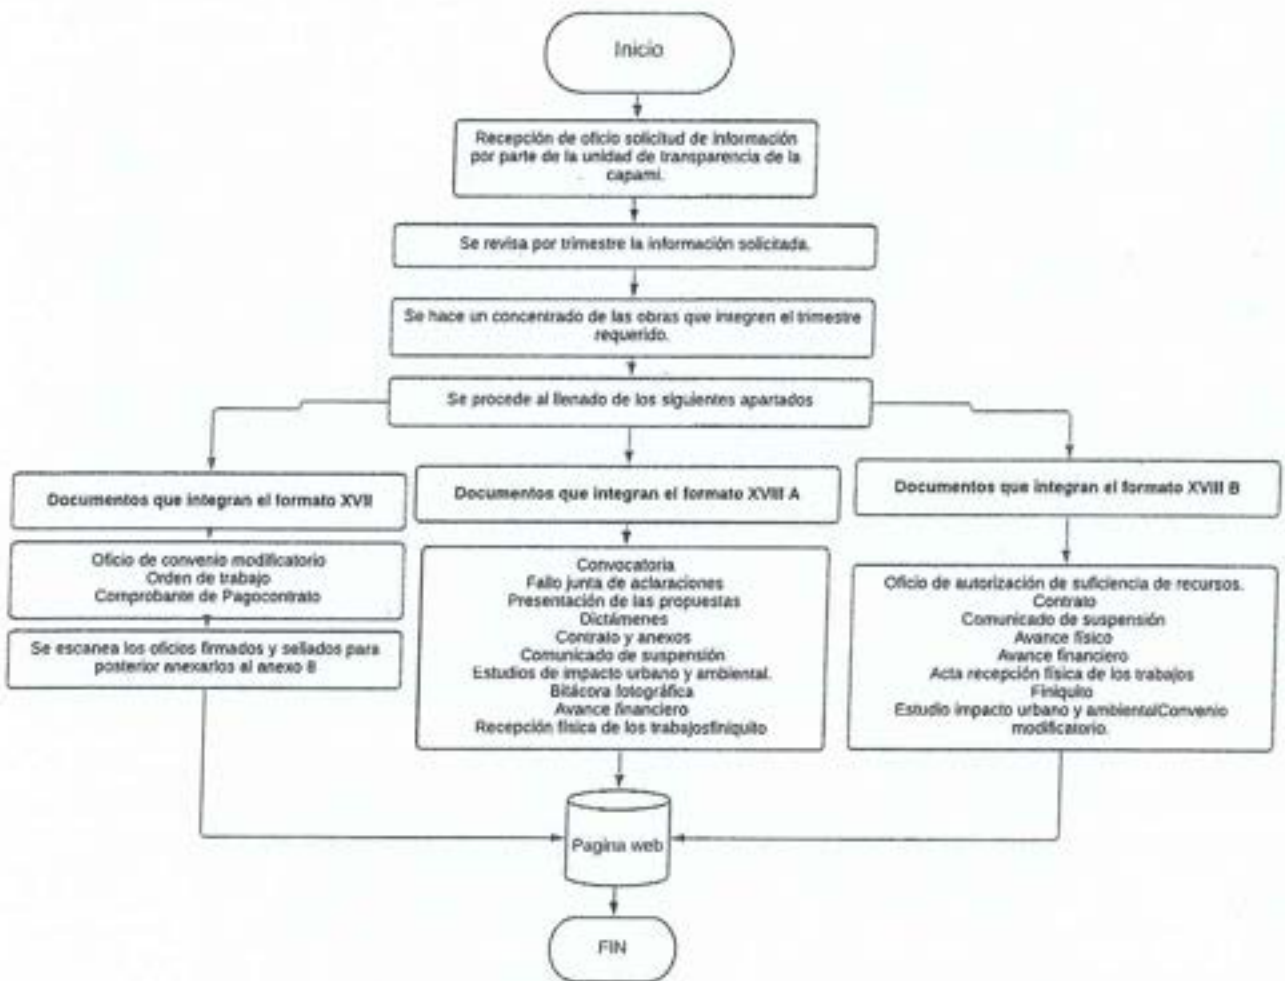 Inicio
Recepción de oficio solicitud de información
por parte de la unidad de transparencia de la
capami.
Se revisa por trimestre la información solicitada.
Se hace un concentrado de las obras que integren el trimestre
requerido.
Se procede al llenado de los siguientes apartados
Documentos que integran el formato XVII
Oficio de convenio modificatorio
Orden de trabajo
Comprobante de Pagocontrato
Se escanea los oficios firmados y sellados para
posterior anexarlos al anexo 8
Documentos que integran el formato XVIII A
Convocatoria
Fallo junta de aclaraciones
Presentación de las propuestas
Dictámenes
Contrato y anexos
Comunicado de suspensión
Estudios de impacto urbano y ambiental.
Bitácora fotográfica
Avance financiero
Recepción física de los trabajosfiniquito
Documentos que integran el formato XVIII B
Oficio de autorización de suficiencia de recursos.
Contrato
Comunicado de suspensión
Avance físico
Avance financiero
Acta recepción física de los trabajos
Finiquito
Estudio impacto urbano y ambientalConvenio
modificatorio.
Pagina web
FIN